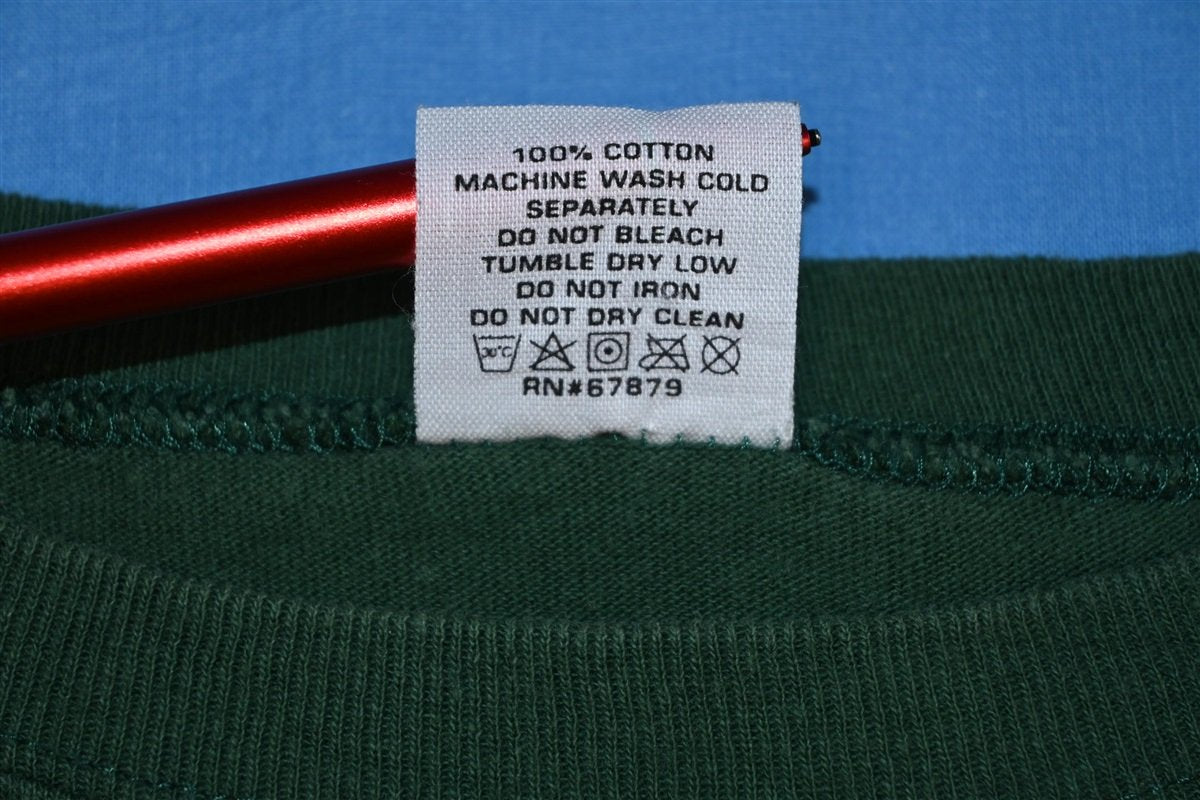 100% COTTON
MACHINE WASH COLD
SEPARATELY
DO NOT BLEACH
TUMBLE DRY LOW
DO NOT IRON
DO NOT DRY CLEAN
30°C
RN#67879